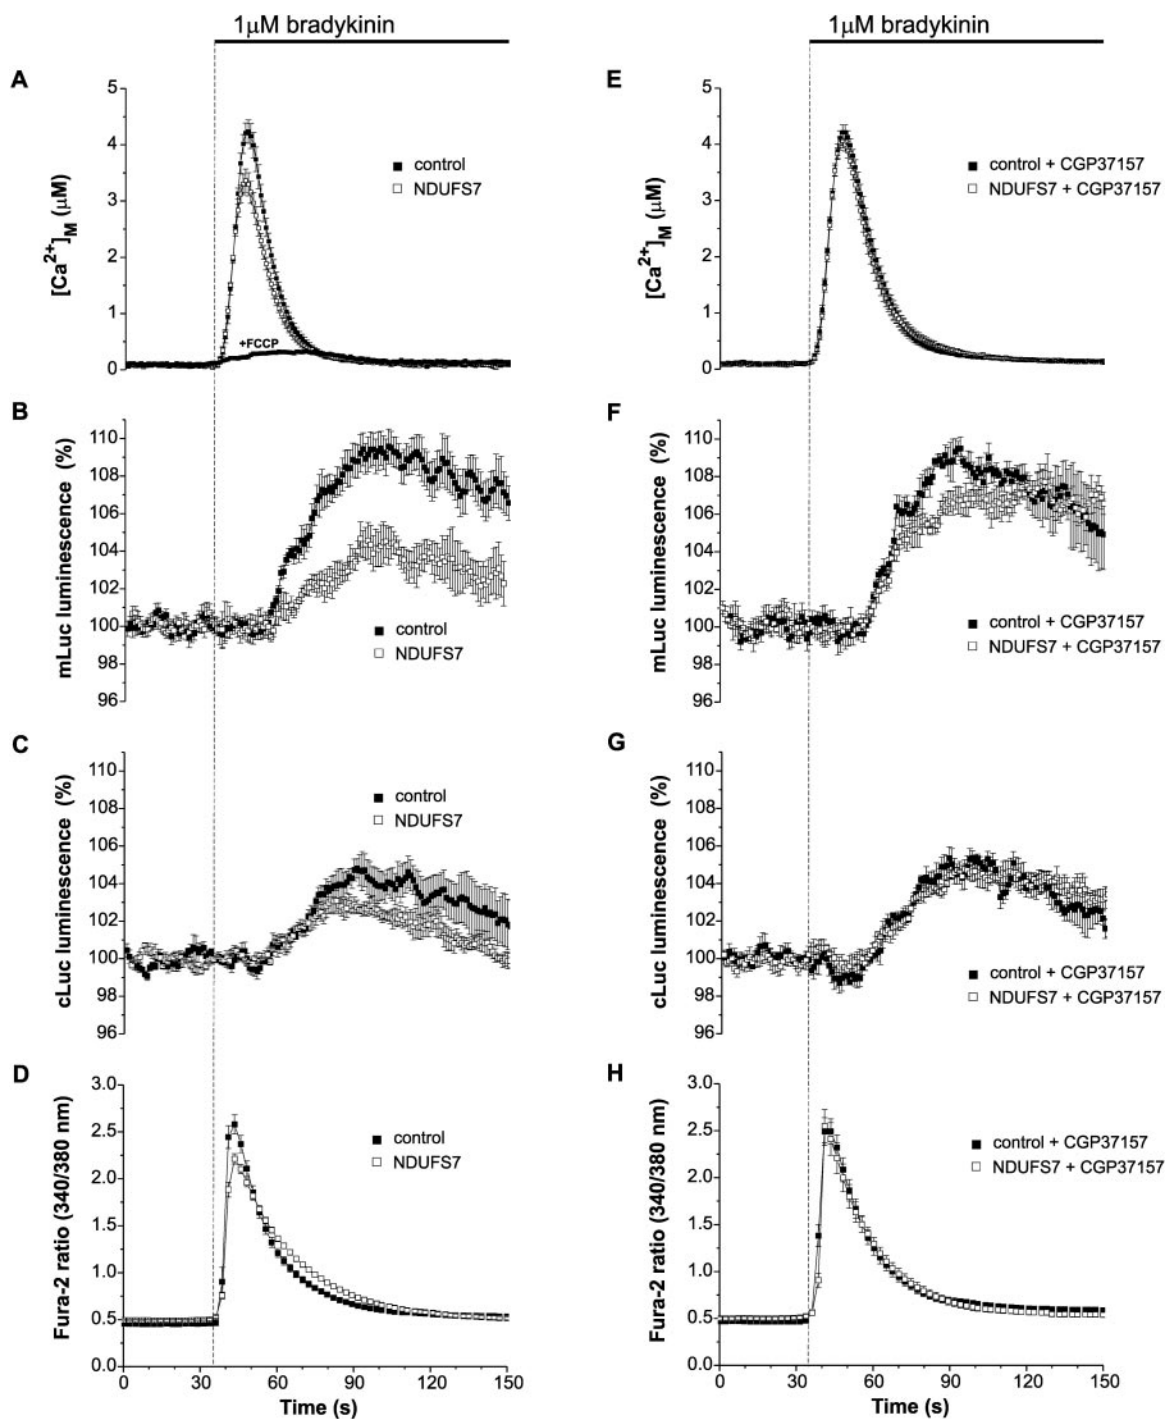 1μM bradykinin
A
5
4
3
2
1
0
[Ca2+]M (μM)
control
NDUFS7
+FCCP
B
110
108
106
104
102
100
98
96
mLuc luminescence (%)
control
NDUFS7
C
110
108
106
104
102
100
98
96
cLuc luminescence (%)
control
NDUFS7
D
3.0
2.5
2.0
1.5
1.0
0.5
0.0
Fura-2 ratio (340/380 nm)
control
NDUFS7
0 30 60 90 120 150
Time (s)
1μM bradykinin
E
5
4
3
2
1
0
[Ca2+]M (μM)
control + CGP37157
NDUFS7 + CGP37157
F
110
108
106
104
102
100
98
96
mLuc luminescence (%)
control + CGP37157
NDUFS7 + CGP37157
G
110
108
106
104
102
100
98
96
cLuc luminescence (%)
control + CGP37157
NDUFS7 + CGP37157
H
3.0
2.5
2.0
1.5
1.0
0.5
0.0
Fura-2 ratio (340/380 nm)
control + CGP37157
NDUFS7 + CGP37157
0 30 60 90 120 150
Time (s)